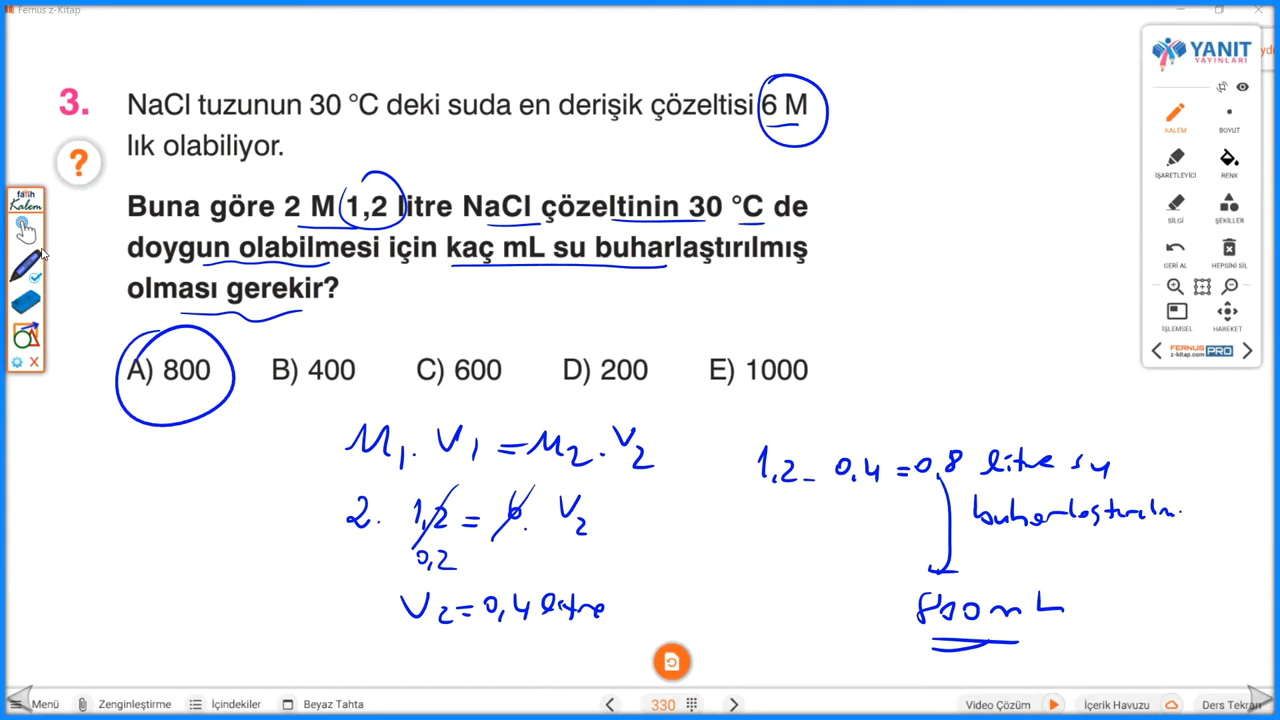 Fernus z-Kitap
YANIT
YAYINLARI
3. NaCl tuzunun 30 °C deki suda en derişik çözeltisi 6 M
lık olabiliyor.
?
Buna göre 2 M 1,2 litre NaCl çözeltinin 30 °C de
doygun olabilmesi için kaç mL su buharlaştırılmış
olması gerekir?
A) 800 B) 400 C) 600 D) 200 E) 1000
M₁. V₁ = M₂. V₂
2. 1,2 = 6. V₂
0,2
V₂ = 0,4 litre
1,2 - 0,4 = 0,8 litre su
buharlaştırılır.
800 mL
fatih
Kalem
X
KALEM BOYUT
İŞARETLEYİCİ RENK
SİLGİ ŞEKİLLER
GERİ AL HEPSİNİ SİL
İŞLEMSEL HAREKET
FERNUS
z-kitap.com PRO
Menü Zenginleştirme İçindekiler Beyaz Tahta 330 Video Çözüm İçerik Havuzu Ders Tekrarı